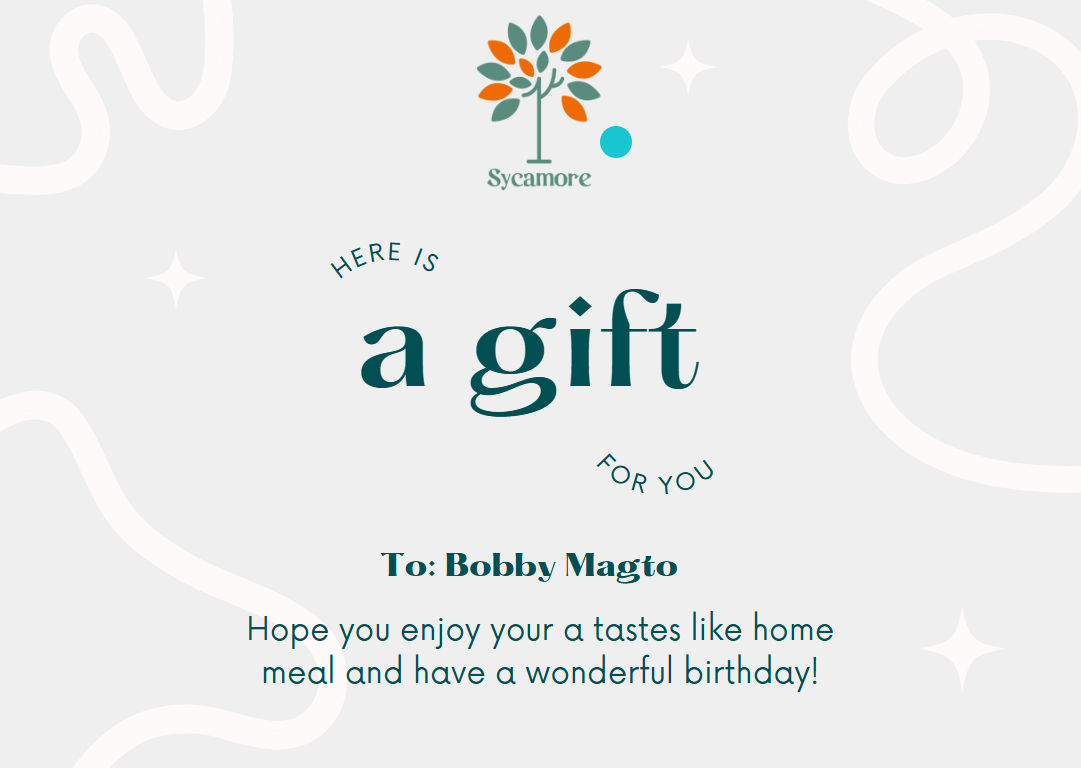 Sycamore
HERE IS
a gift
FOR YOU
To: Bobby Magto
Hope you enjoy your a tastes like home
meal and have a wonderful birthday!